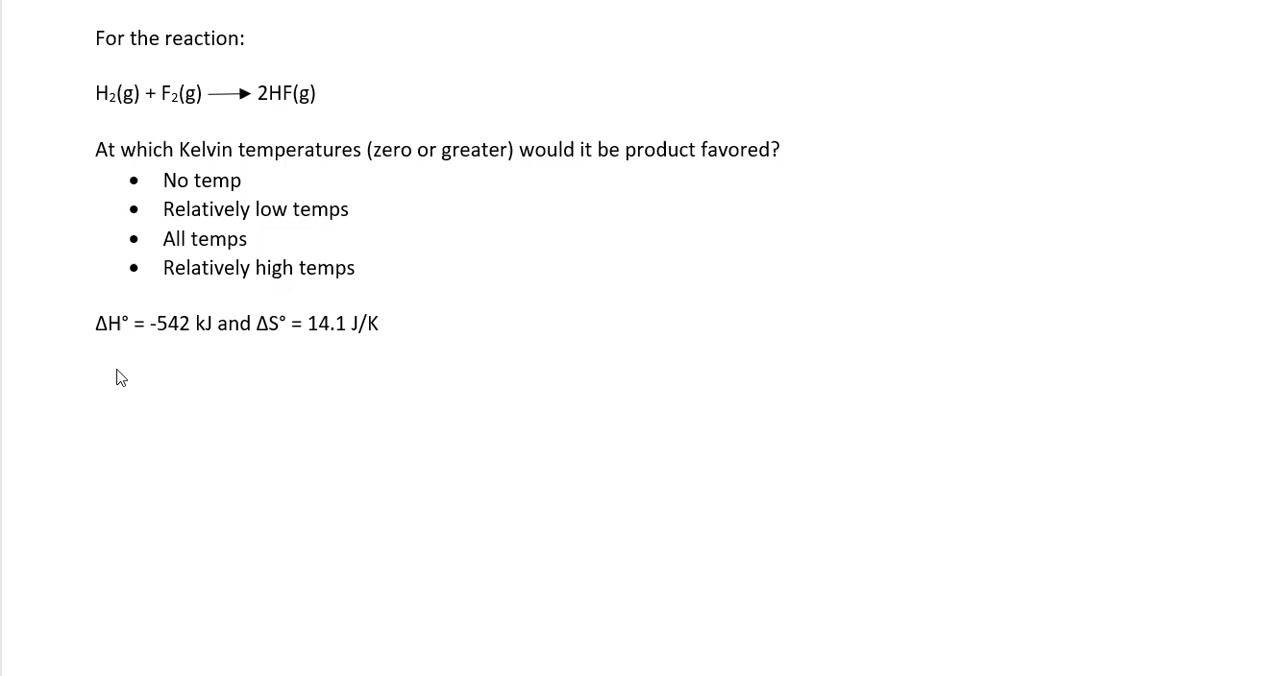 For the reaction:
H₂(g) + F₂(g) ⟶ 2HF(g)
At which Kelvin temperatures (zero or greater) would it be product favored?
• No temp
• Relatively low temps
• All temps
• Relatively high temps
ΔH° = -542 kJ and ΔS° = 14.1 J/K